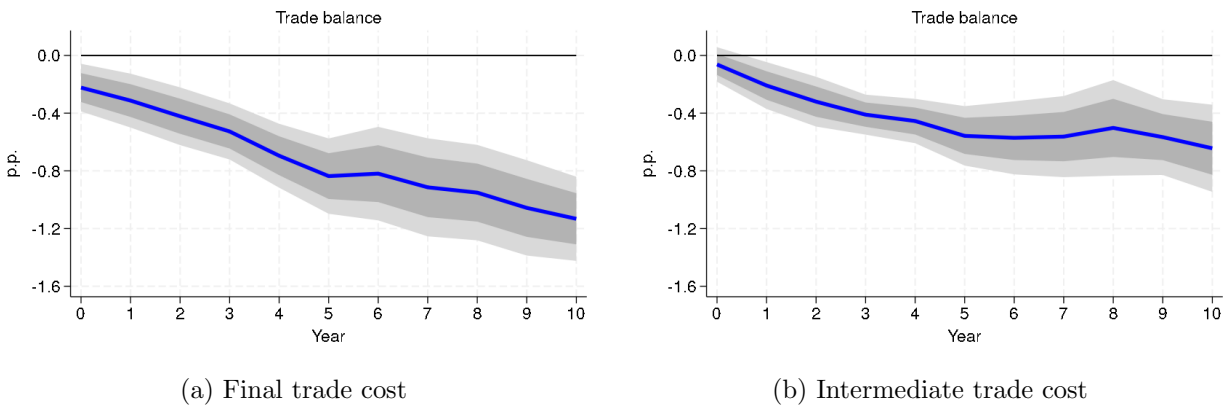 Trade balance
0.0
-0.4
-0.8
-1.2
-1.6
p.p.
0 1 2 3 4 5 6 7 8 9 10
Year
(a) Final trade cost
Trade balance
0.0
-0.4
-0.8
-1.2
-1.6
p.p.
0 1 2 3 4 5 6 7 8 9 10
Year
(b) Intermediate trade cost